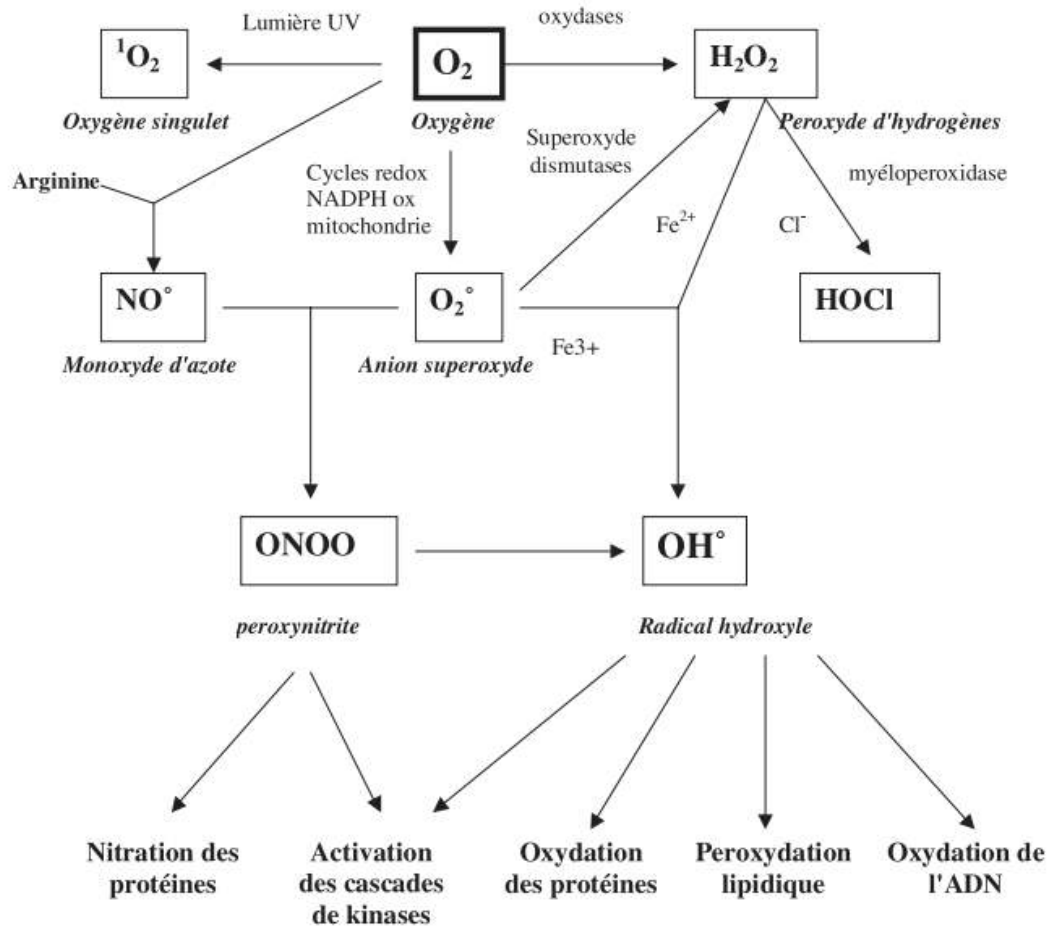 Lumière UV
oxydases
¹O₂
O₂
H₂O₂
Oxygène singulet
Oxygène
Peroxyde d'hydrogènes
Superoxyde
dismutases
Arginine
Cycles redox
NADPH ox
mitochondrie
myéloperoxidase
Fe²⁺
Cl⁻
NO°
O₂°
HOCl
Monoxyde d'azote
Anion superoxyde
Fe3+
ONOO
OH°
peroxynitrite
Radical hydroxyle
Nitration des
protéines
Activation
des cascades
de kinases
Oxydation
des protéines
Peroxydation
lipidique
Oxydation de
l'ADN